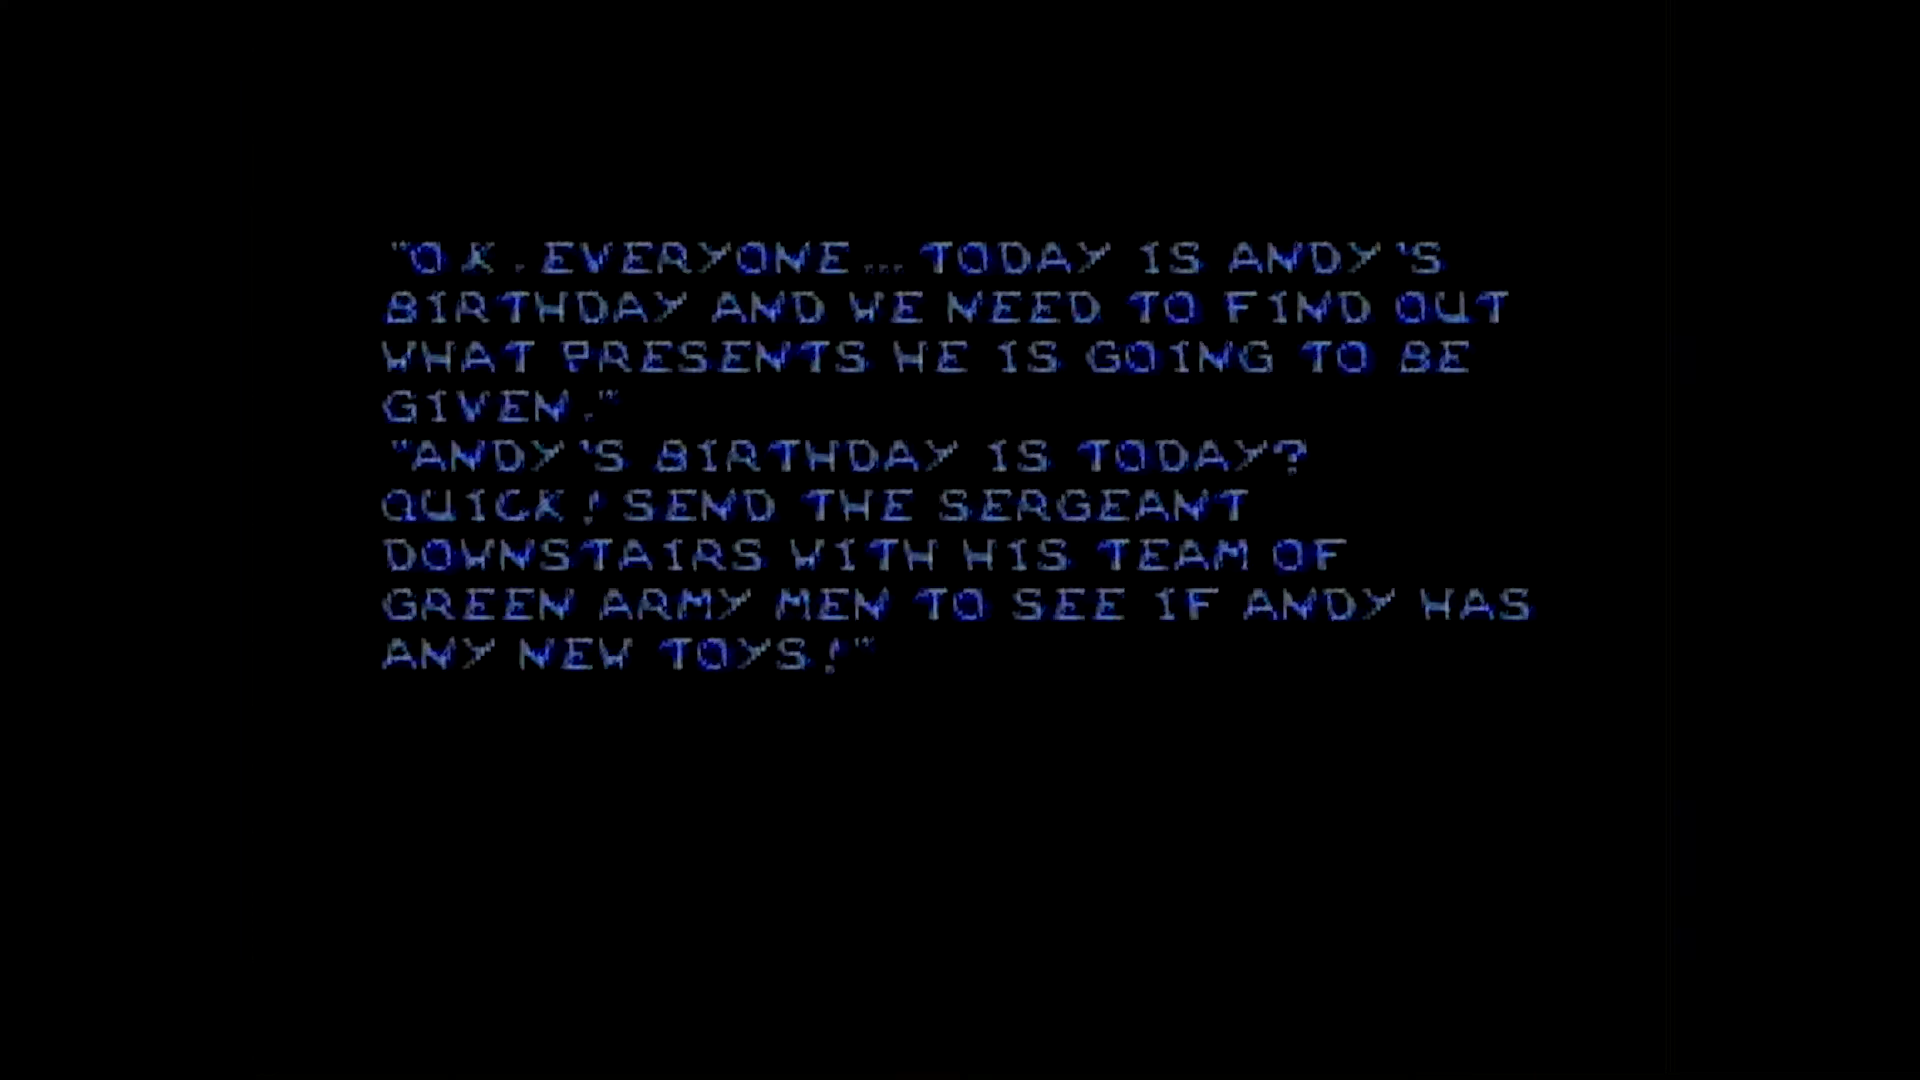 "OK. EVERYONE... TODAY IS ANDY'S
BIRTHDAY AND WE NEED TO FIND OUT
WHAT PRESENTS HE IS GOING TO BE
GIVEN."
"ANDY'S BIRTHDAY IS TODAY?
QUICK! SEND THE SERGEANT
DOWNSTAIRS WITH HIS TEAM OF
GREEN ARMY MEN TO SEE IF ANDY HAS
ANY NEW TOYS!"